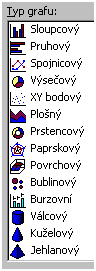 Typ grafu:
Sloupcový
Pruhový
Spojnicový
Výsečový
XY bodový
Plošný
Prstencový
Paprskový
Povrchový
Bublinový
Burzovní
Válcový
Kuželový
Jehlanový